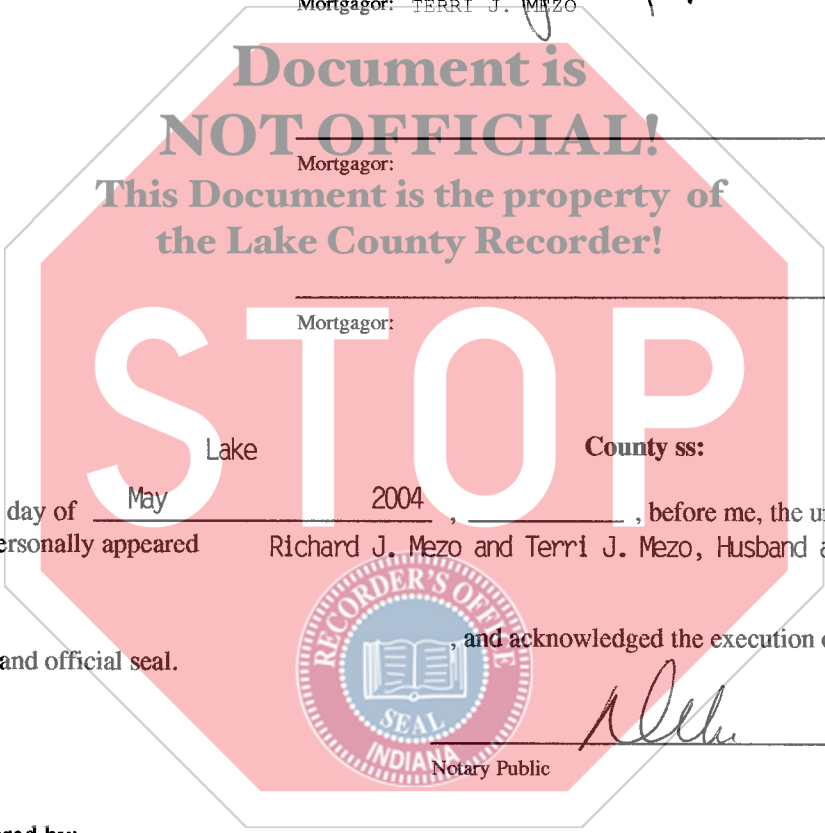 Mortgagor: TERRI J. MEZO
Document is
NOT OFFICIAL!
Mortgagor:
This Document is the property of
the Lake County Recorder!
Mortgagor:
STOP
Lake County ss:
day of May 2004 , , before me, the
ersonally appeared Richard J. Mezo and Terri J. Mezo, Husband
RECORDER'S OFFICE
, and acknowledged the execution
and official seal.
SEAL
INDIANA
Notary Public